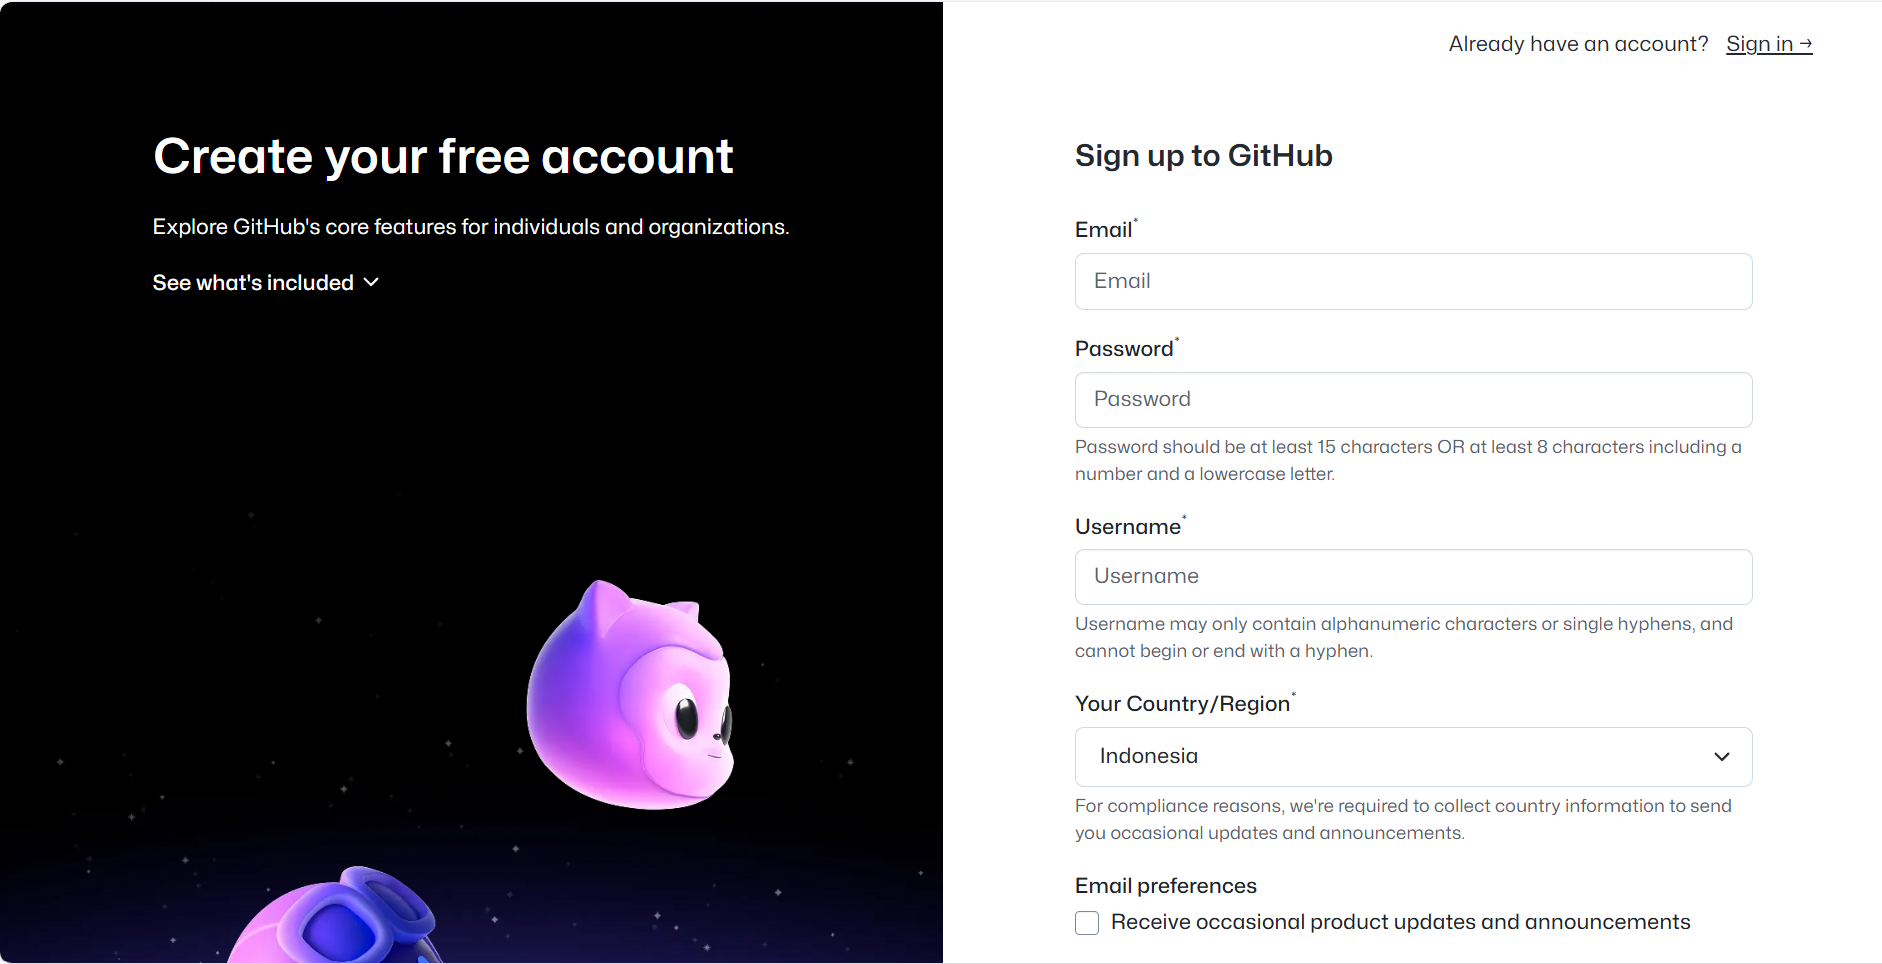 Already have an account? Sign in →
Create your free account
Explore GitHub's core features for individuals and organizations.
See what's included
Sign up to GitHub
Email*
Email
Password*
Password
Password should be at least 15 characters OR at least 8 characters including a
number and a lowercase letter.
Username*
Username
Username may only contain alphanumeric characters or single hyphens, and
cannot begin or end with a hyphen.
Your Country/Region*
Indonesia
For compliance reasons, we're required to collect country information to send
you occasional updates and announcements.
Email preferences
Receive occasional product updates and announcements